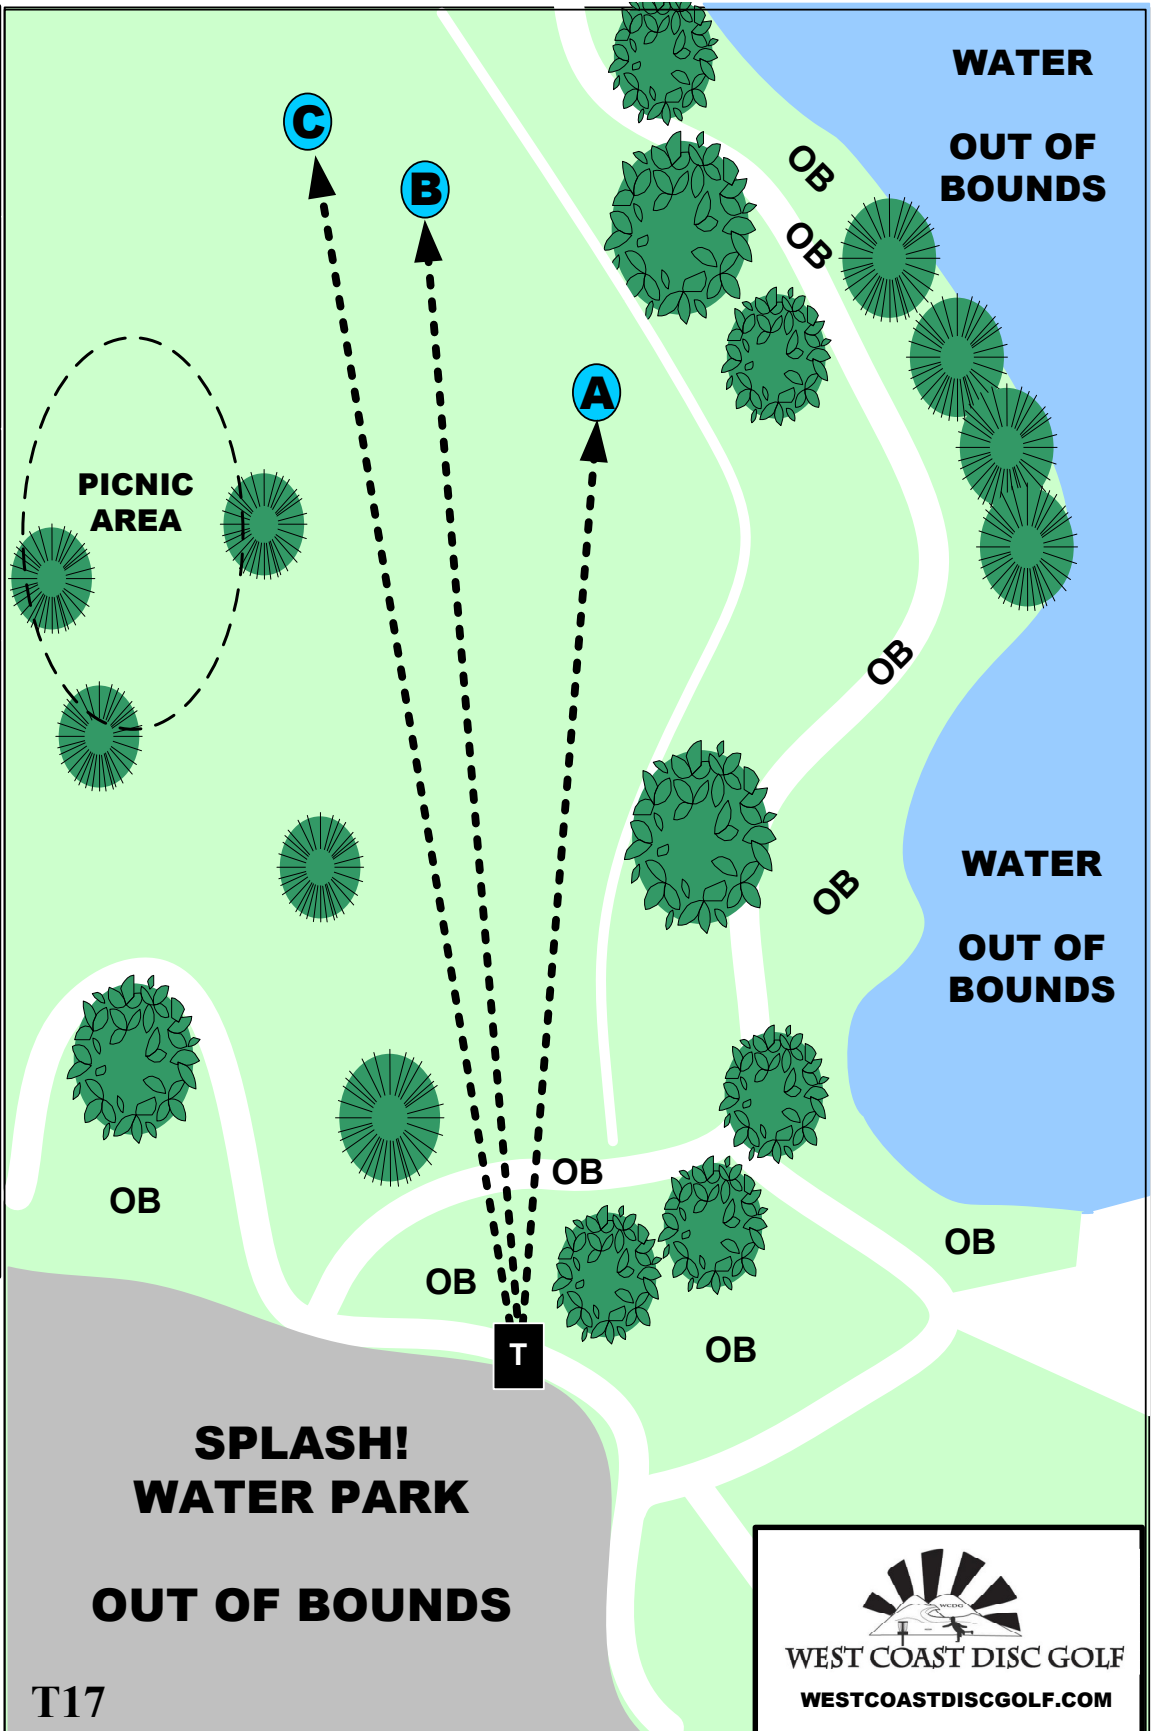 WATER
OUT OF
BOUNDS
C
OB
B
OB
A
PICNIC
AREA
OB
WATER
OB
OUT OF
BOUNDS
OB
OB
OB
OB
OB
T
SPLASH!
WATER PARK
OUT OF BOUNDS
WCDG
WEST COAST DISC GOLF
WESTCOASTDISCGOLF.COM
T17